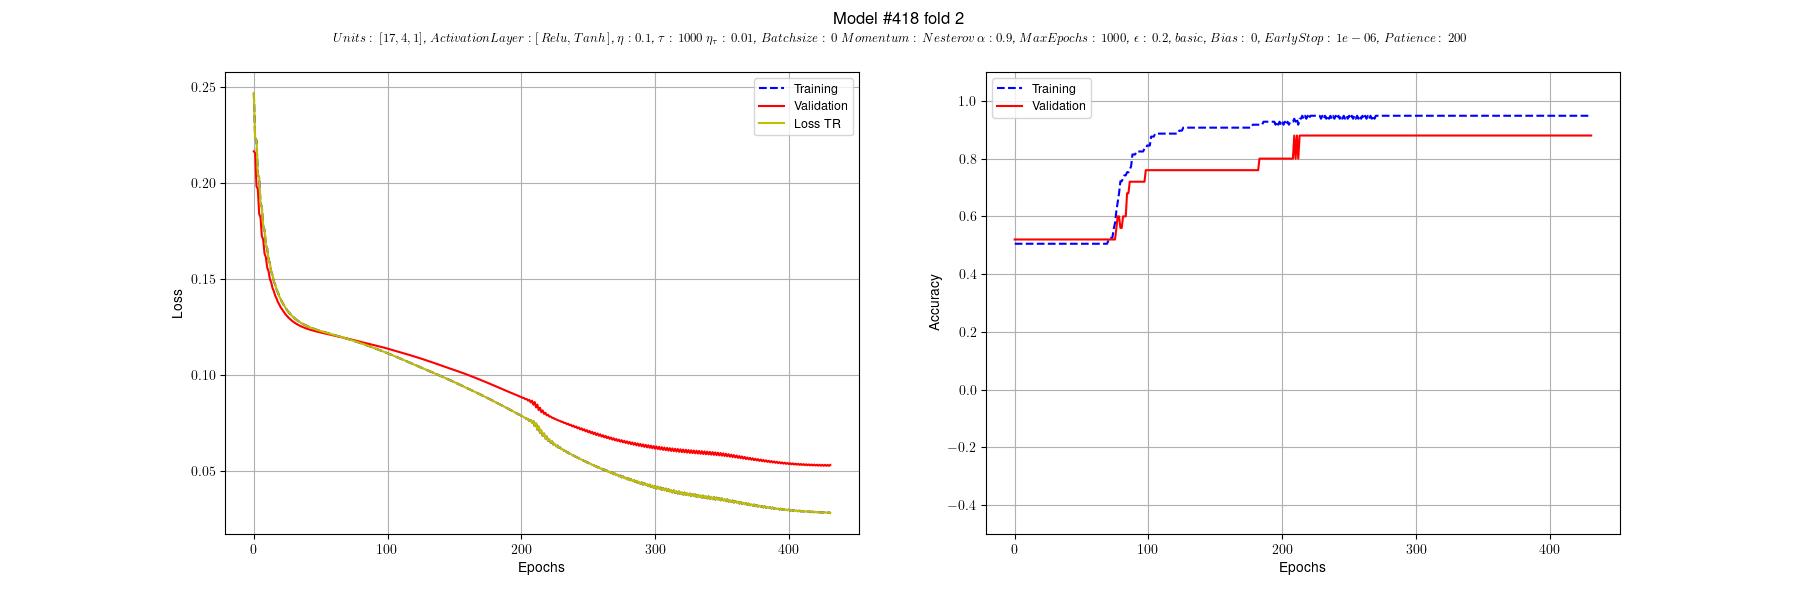 Model #418 fold 2
Units : [17, 4, 1], ActivationLayer : [Relu, Tanh], η : 0.1, τ : 1000 η_τ : 0.01, Batchsize : 0 Momentum : Nesterov α : 0.9, MaxEpochs : 1000, ϵ : 0.2, basic, Bias : 0, EarlyStop : 1e − 06, Patience : 200
0.25
0.20
0.15
0.10
0.05
Loss
0 100 200 300 400
Epochs
Training
Validation
Loss TR
1.0
0.8
0.6
0.4
0.2
0.0
−0.2
−0.4
Accuracy
0 100 200 300 400
Epochs
Training
Validation